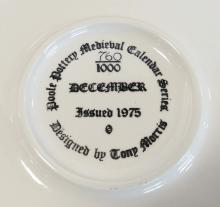 Poole Pottery Medieval Calendar Series
760
1000
DECEMBER
Issued 1975
Designed by Tony Morris